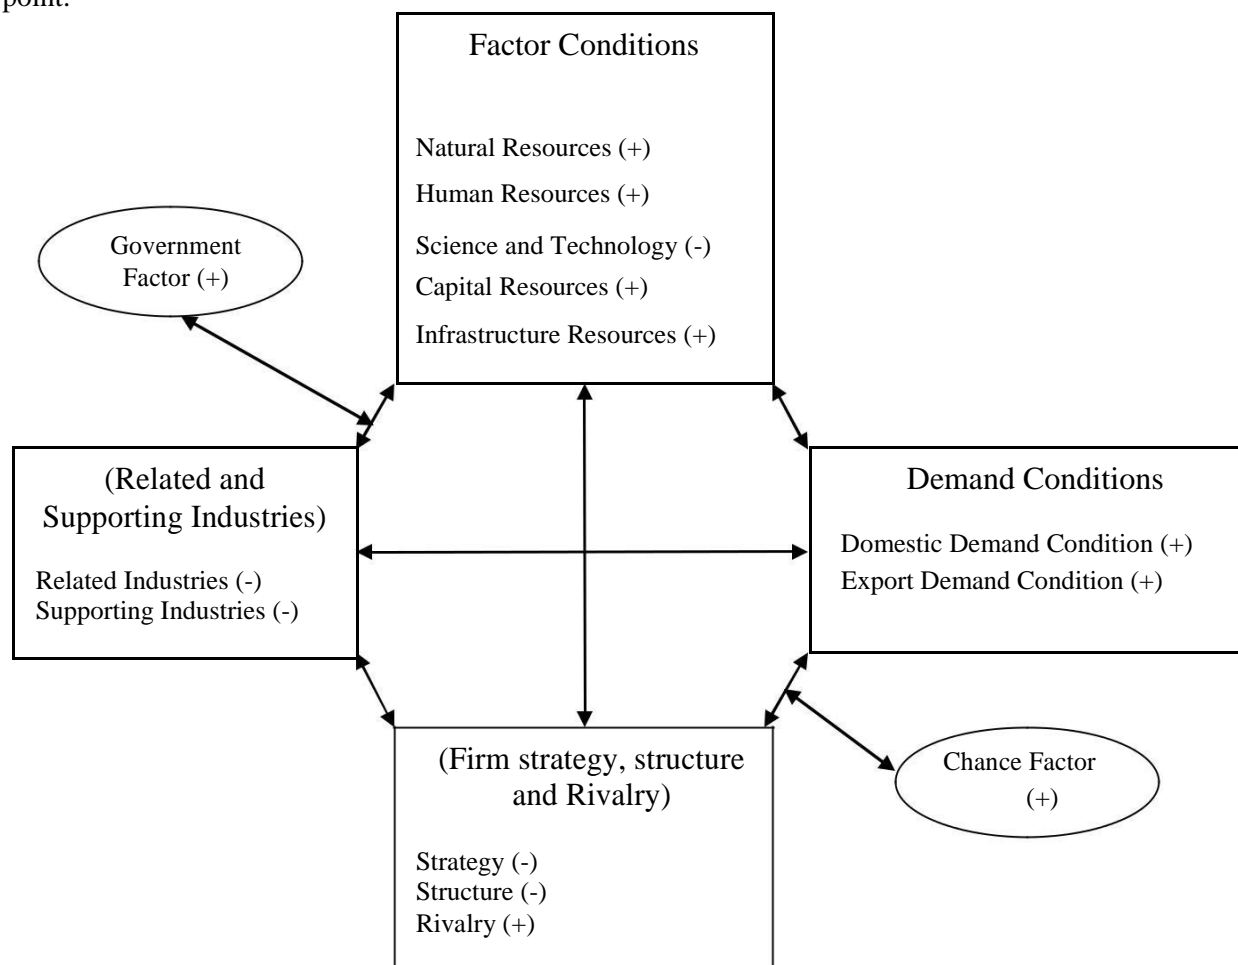 point.
Factor Conditions
Natural Resources (+)
Human Resources (+)
Science and Technology (-)
Capital Resources (+)
Infrastructure Resources (+)
Government
Factor (+)
(Related and
Supporting Industries)
Related Industries (-)
Supporting Industries (-)
Demand Conditions
Domestic Demand Condition (+)
Export Demand Condition (+)
(Firm strategy, structure
and Rivalry)
Strategy (-)
Structure (-)
Rivalry (+)
Chance Factor
(+)